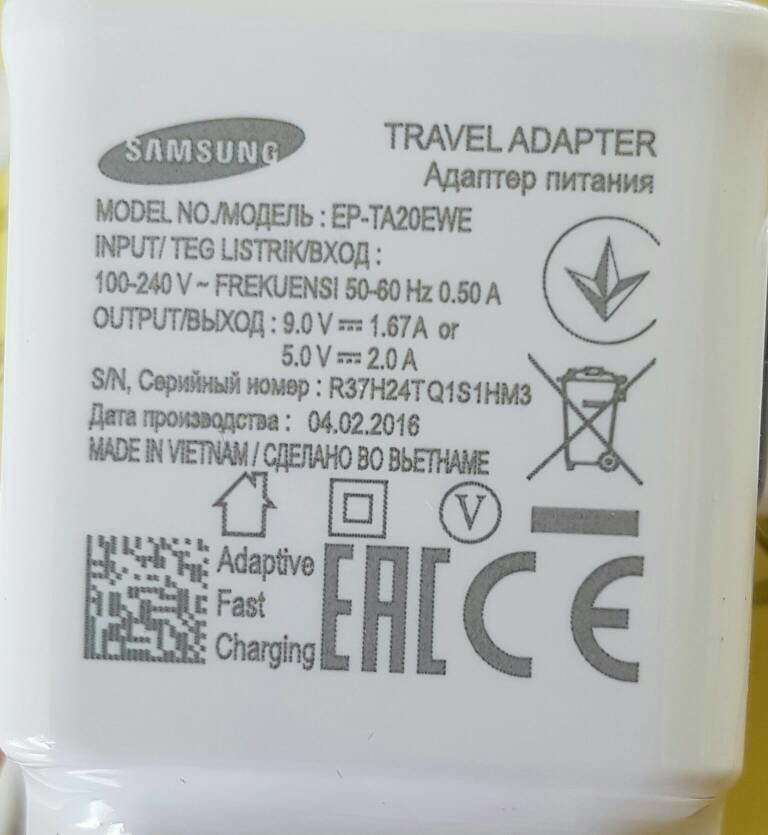 SAMSUNG
TRAVEL ADAPTER
Адаптер питания
MODEL NO./МОДЕЛЬ : EP-TA20EWE
INPUT/ TEG LISTRIK/ВХОД :
100-240 V ~ FREKUENSI 50-60 Hz 0.50 A
OUTPUT/ВЫХОД : 9.0 V ⎓ 1.67A or
5.0 V ⎓ 2.0 A
S/N, Серийный номер : R37H24TQ1S1HM3
Дата производства : 04.02.2016
MADE IN VIETNAM / СДЕЛАНО ВО ВЬЕТНАМЕ
V
Adaptive
Fast
Charging
EAC CE